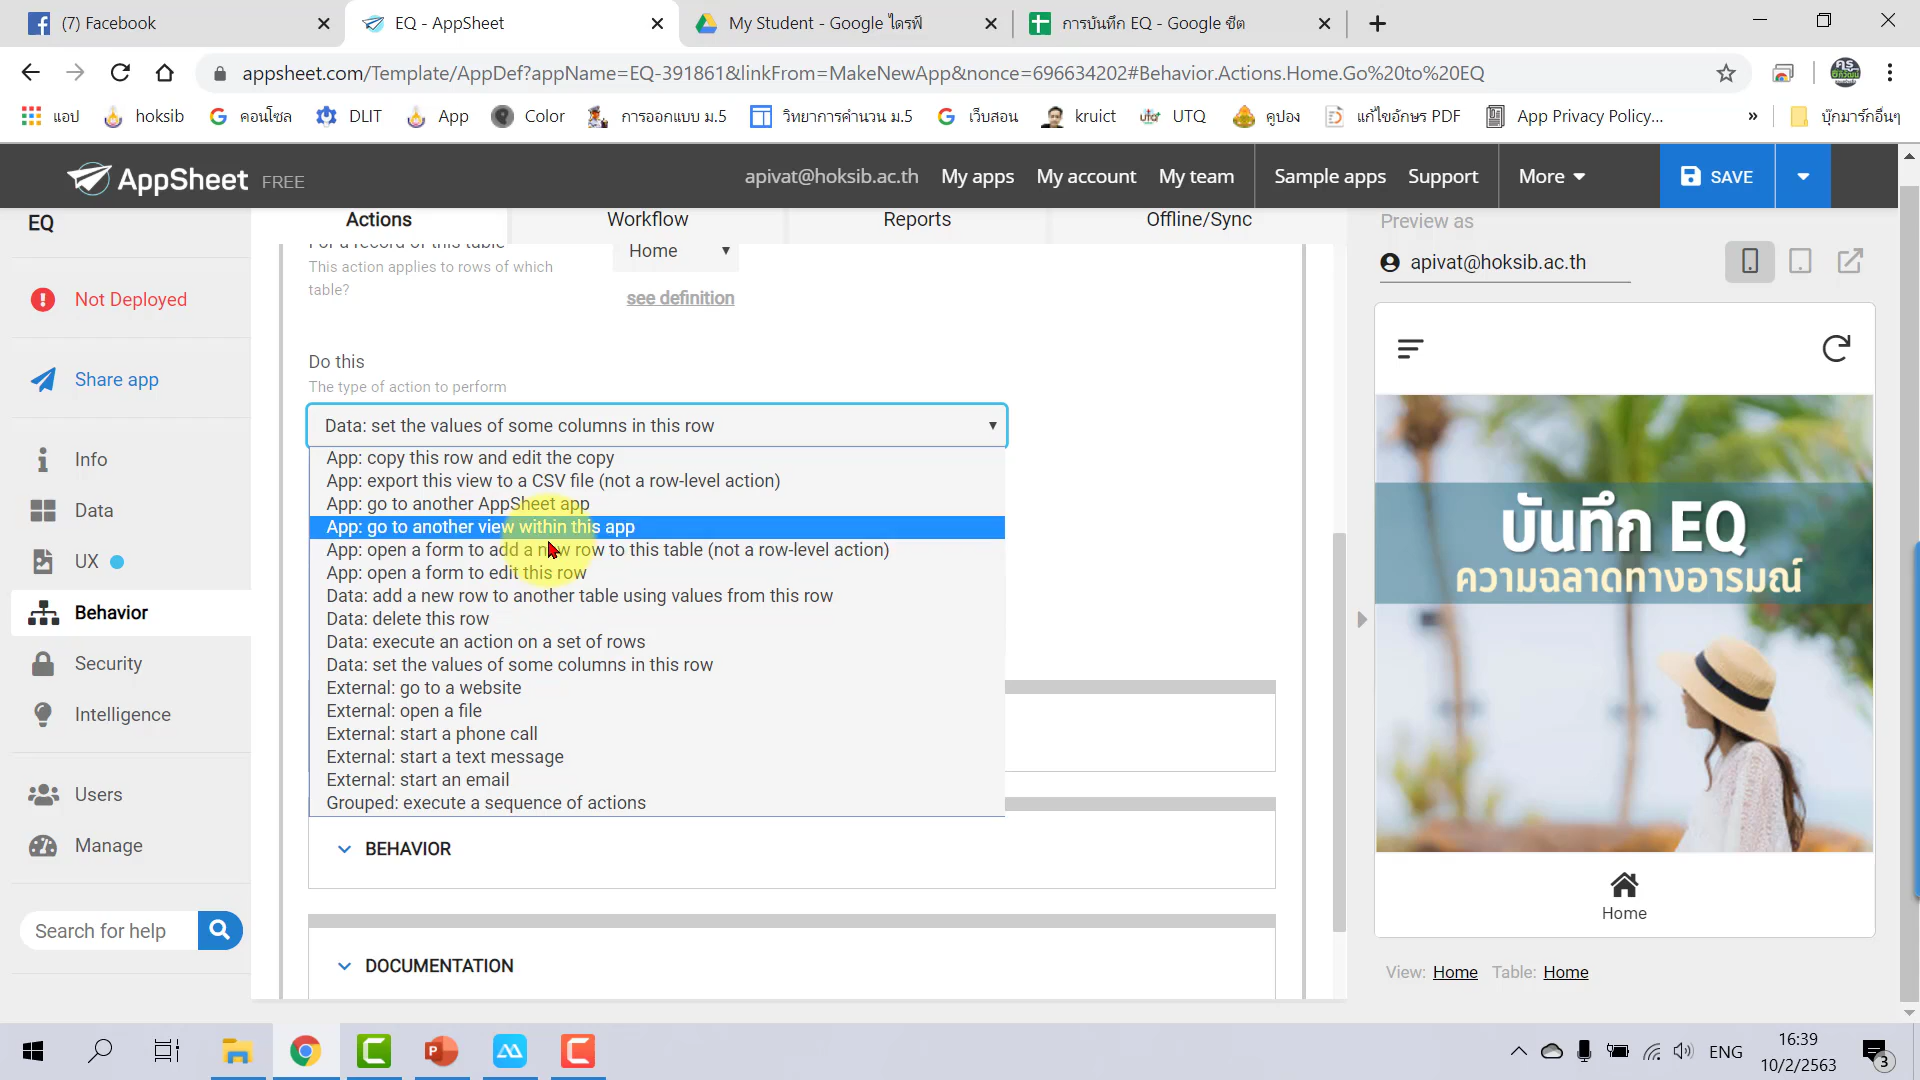 (7) Facebook
EQ - AppSheet
My Student - Google ไดรฟ์
การบันทึก EQ - Google ชีต
appsheet.com/Template/AppDef?appName=EQ-391861&linkFrom=MakeNewApp&nonce=696634202#Behavior.Actions.Home.Go%20to%20EQ
แอป
hoksib
คอนโซล
DLIT
App
Color
การออกแบบ ม.5
วิทยาการคำนวน ม.5
เว็บสอน
kruict
UTQ
คูปอง
แก้ไขอักษร PDF
App Privacy Policy...
»
บุ๊กมาร์กอื่นๆ
AppSheet FREE
apivat@hoksib.ac.th
My apps
My account
My team
Sample apps
Support
More
SAVE
EQ
Actions
Workflow
Reports
Offline/Sync
Preview as
apivat@hoksib.ac.th
Not Deployed
Share app
Info
Data
UX
Behavior
Security
Intelligence
Users
Manage
Search for help
For a record of this table
This action applies to rows of which
table?
Home
see definition
Do this
The type of action to perform
Data: set the values of some columns in this row
App: copy this row and edit the copy
App: export this view to a CSV file (not a row-level action)
App: go to another AppSheet app
App: go to another view within this app
App: open a form to add a new row to this table (not a row-level action)
App: open a form to edit this row
Data: add a new row to another table using values from this row
Data: delete this row
Data: execute an action on a set of rows
Data: set the values of some columns in this row
External: go to a website
External: open a file
External: start a phone call
External: start a text message
External: start an email
Grouped: execute a sequence of actions
BEHAVIOR
DOCUMENTATION
บันทึก EQ
ความฉลาดทางอารมณ์
Home
View: Home Table: Home
ENG
16:39
10/2/2563
3